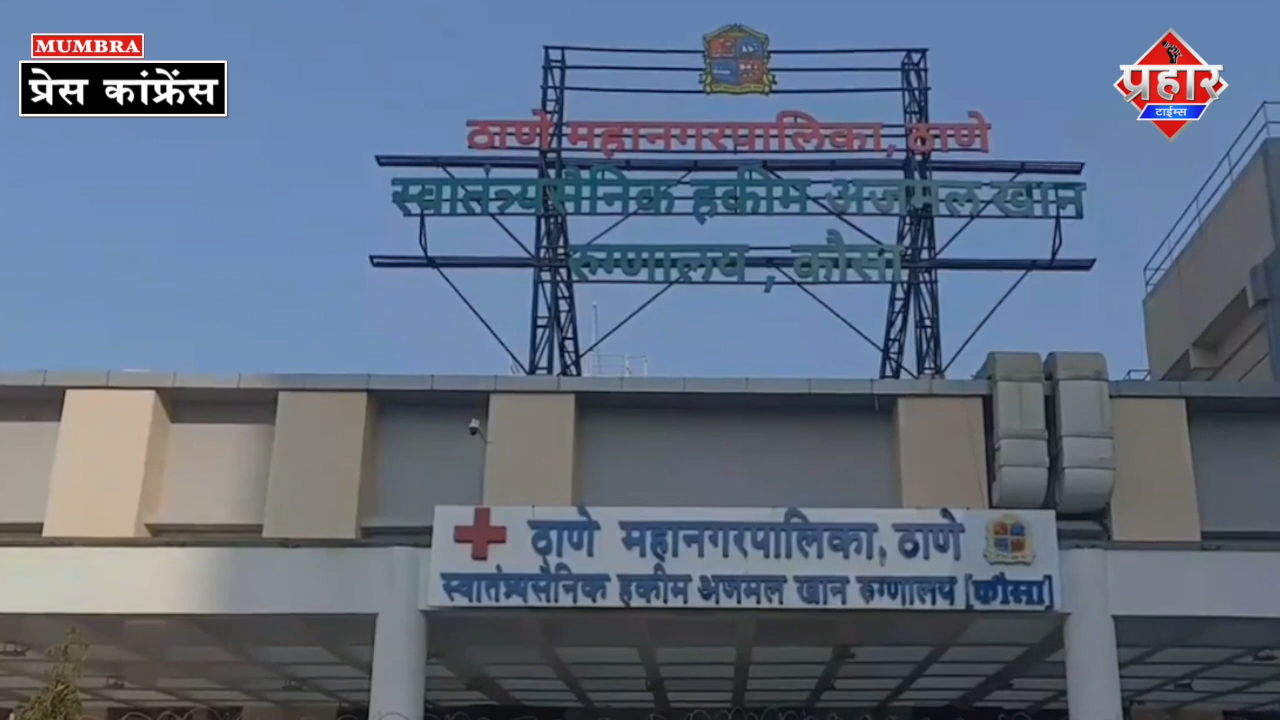 MUMBRA
प्रेस कांफ्रेंस
प्रहार
टाईम्स
ठाणे महानगरपालिका, ठाणे
स्वातंत्र्यसैनिक हकीम अजमल खान
रुग्णालय, कौसा
ठाणे महानगरपालिका, ठाणे
स्वातंत्र्यसैनिक हकीम अजमल खान रुग्णालय [कौसा]